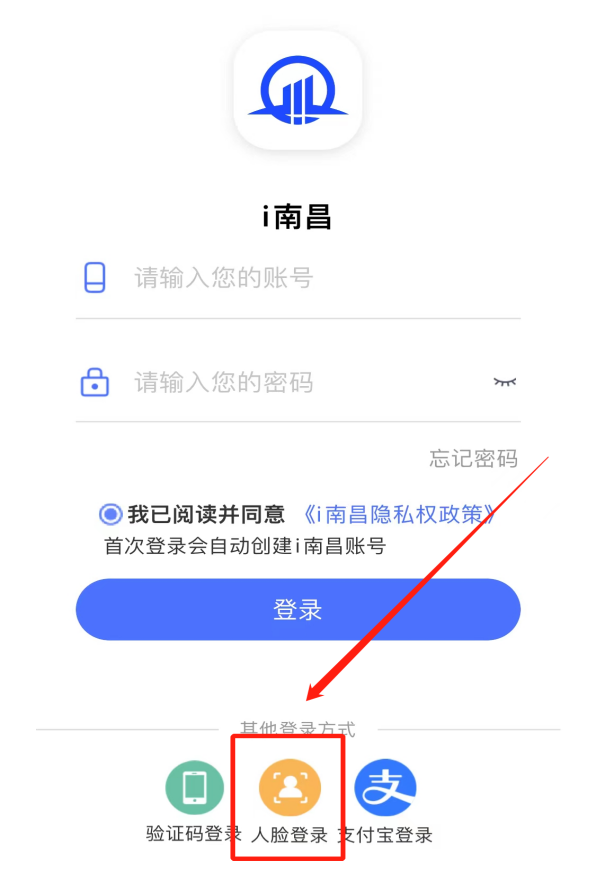 i南昌
请输入您的账号
请输入您的密码
忘记密码
我已阅读并同意 《i南昌隐私权政策》
首次登录会自动创建i南昌账号
登录
其他登录方式
验证码登录 人脸登录 支付宝登录